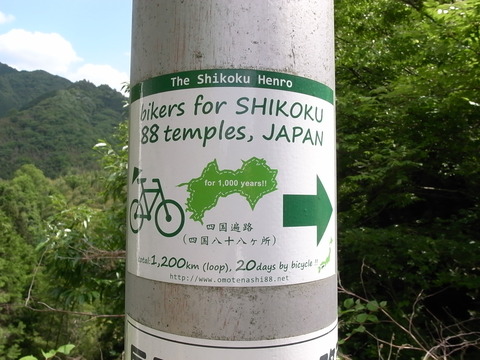 The Shikoku Henro
bikers for SHIKOKU
88 temples, JAPAN
for 1,000 years!!
四国遍路
(四国八十八ヶ所)
total 1,200km (loop), 20days by bicycle !!
http://www.omotenashi88.net